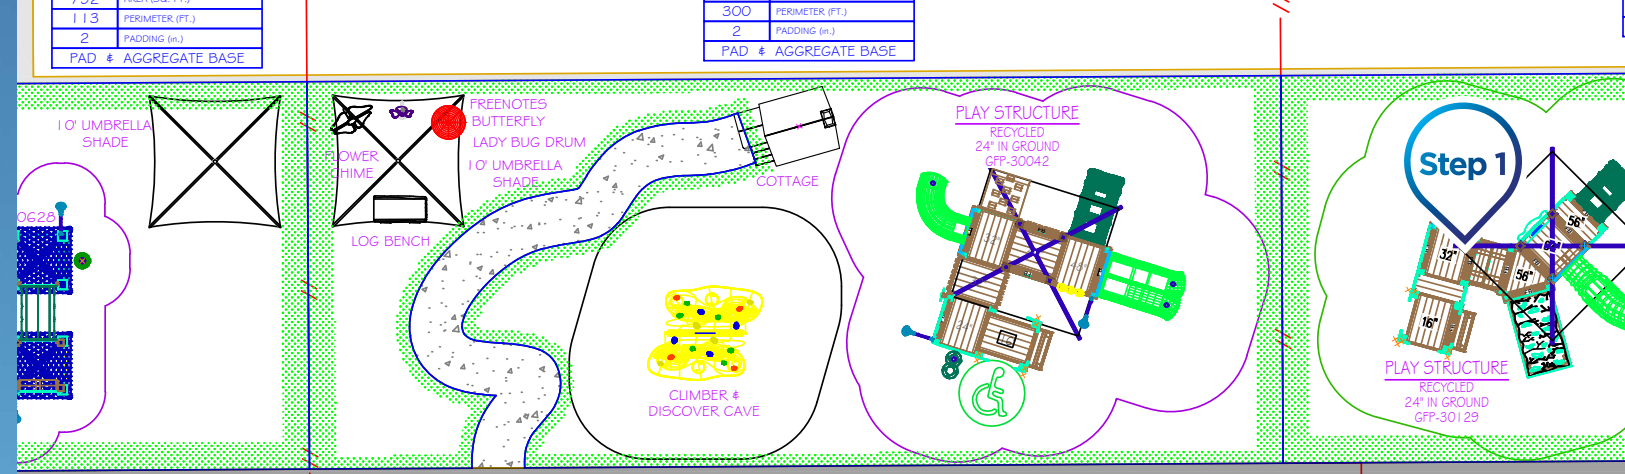 113 PERIMETER (FT.)
2 PADDING (in.)
PAD & AGGREGATE BASE
300 PERIMETER (FT.)
2 PADDING (in.)
PAD & AGGREGATE BASE
10' UMBRELLA
SHADE
FLOWER
CHIME
FREENOTES
BUTTERFLY
LADY BUG DRUM
10' UMBRELLA
SHADE
LOG BENCH
COTTAGE
CLIMBER &
DISCOVER CAVE
PLAY STRUCTURE
RECYCLED
24" IN GROUND
GFP-30042
24"
Step 1
56"
32"
56"
16"
PLAY STRUCTURE
RECYCLED
24" IN GROUND
GFP-30129